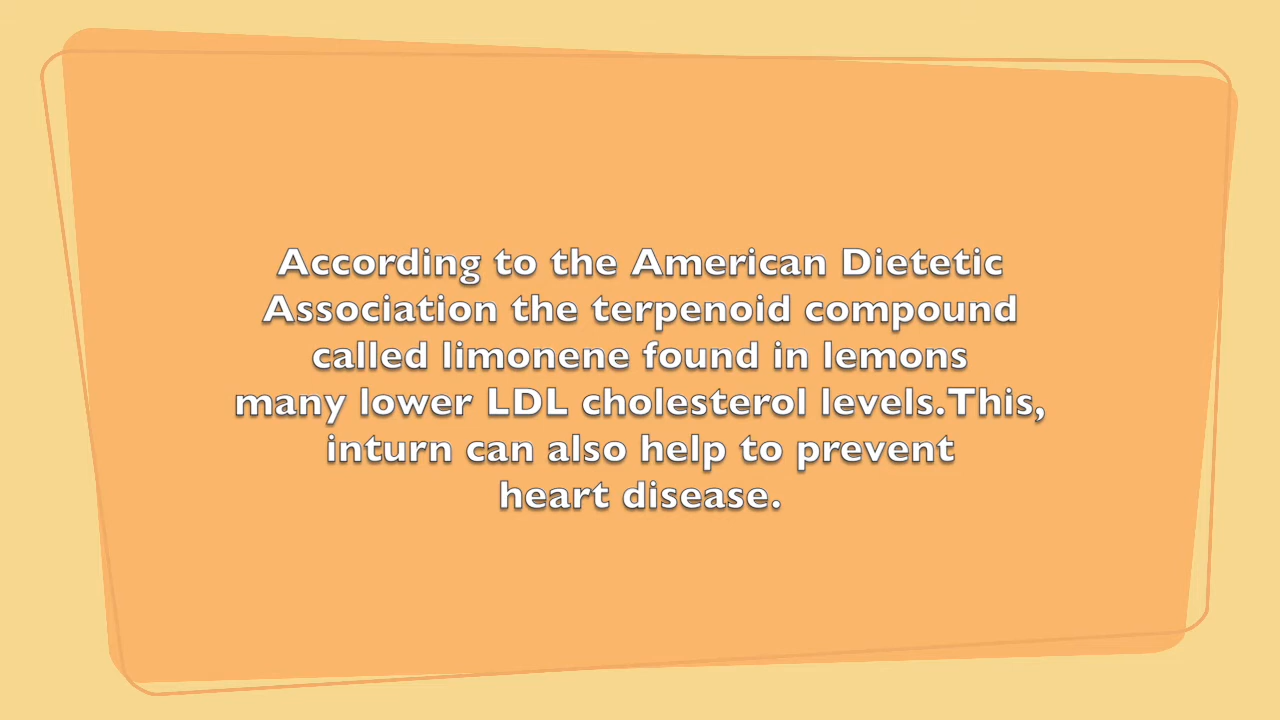 According to the American Dietetic
Association the terpenoid compound
called limonene found in lemons
many lower LDL cholesterol levels. This,
inturn can also help to prevent
heart disease.